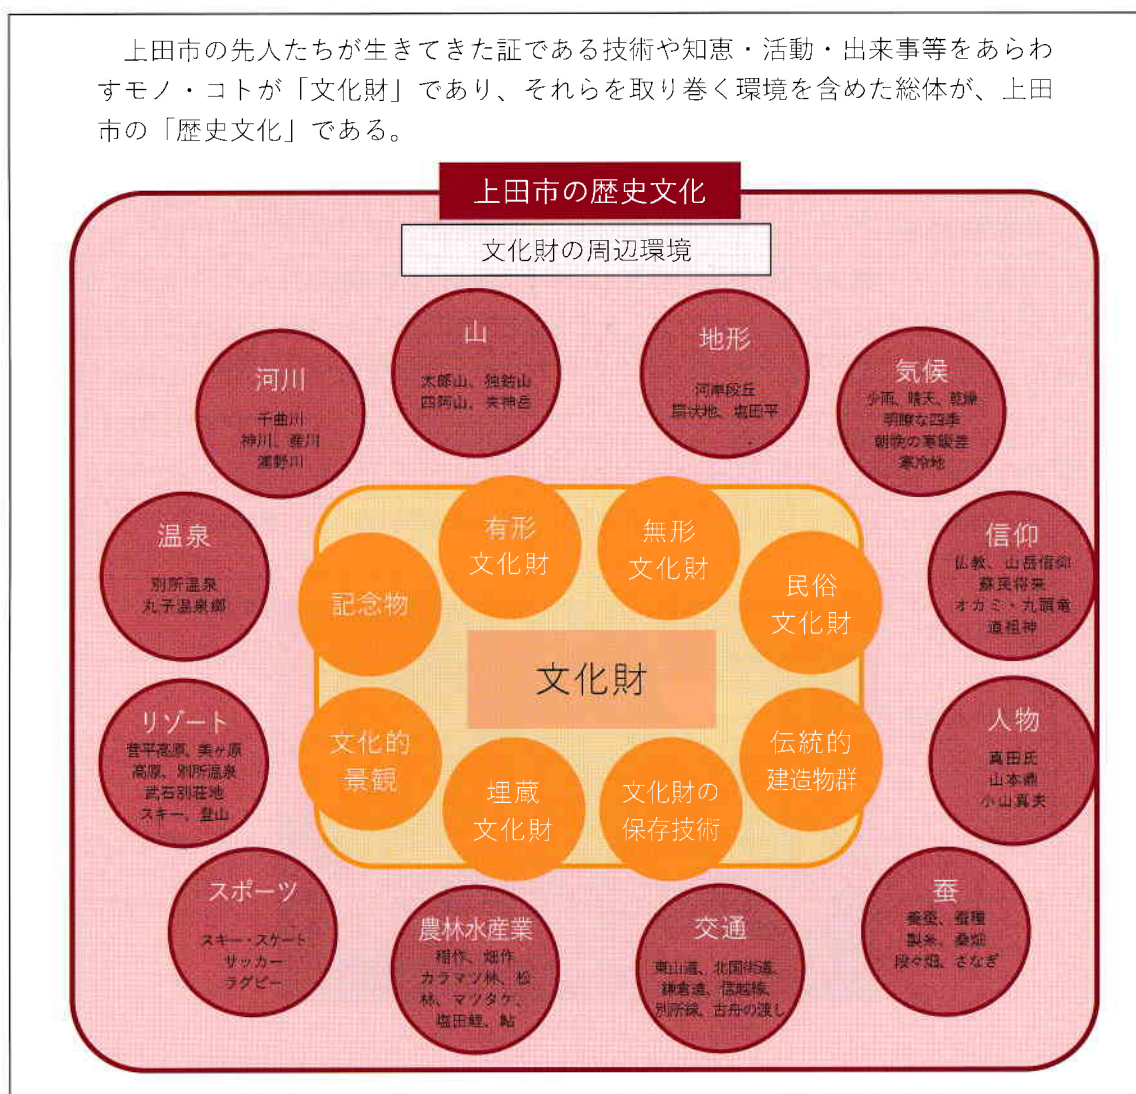 上田市の先人たちが生きてきた証である技術や知恵・活動・出来事等をあらわ
すモノ・コトが「文化財」であり、それらを取り巻く環境を含めた総体が、上田
市の「歴史文化」である。
上田市の歴史文化
文化財の周辺環境
山
太郎山、独鈷山
四阿山、夫神岳
地形
河岸段丘
扇状地、塩田平
河川
千曲川
神川、産川
浦野川
気候
少雨、晴天、乾燥
明瞭な四季
朝晩の寒暖差
寒冷地
温泉
別所温泉
丸子温泉郷
信仰
仏教、山岳信仰
蘇民将来
オカミ・九頭竜
道祖神
有形
文化財
無形
文化財
記念物
民俗
文化財
文化財
文化的
景観
伝統的
建造物群
埋蔵
文化財
文化財の
保存技術
リゾート
菅平高原、美ヶ原
高原、別所温泉
武石別荘地
スキー、登山
人物
真田氏
山本鼎
小山真夫
スポーツ
スキー・スケート
サッカー
ラグビー
農林水産業
稲作、畑作
カラマツ林、松
林、マツタケ、
塩田鯉、鮎
交通
東山道、北国街道、
鎌倉道、信越線、
別所線、古舟の渡し
蚕
養蚕、蚕種
製糸、桑畑
段々畑、さなぎ